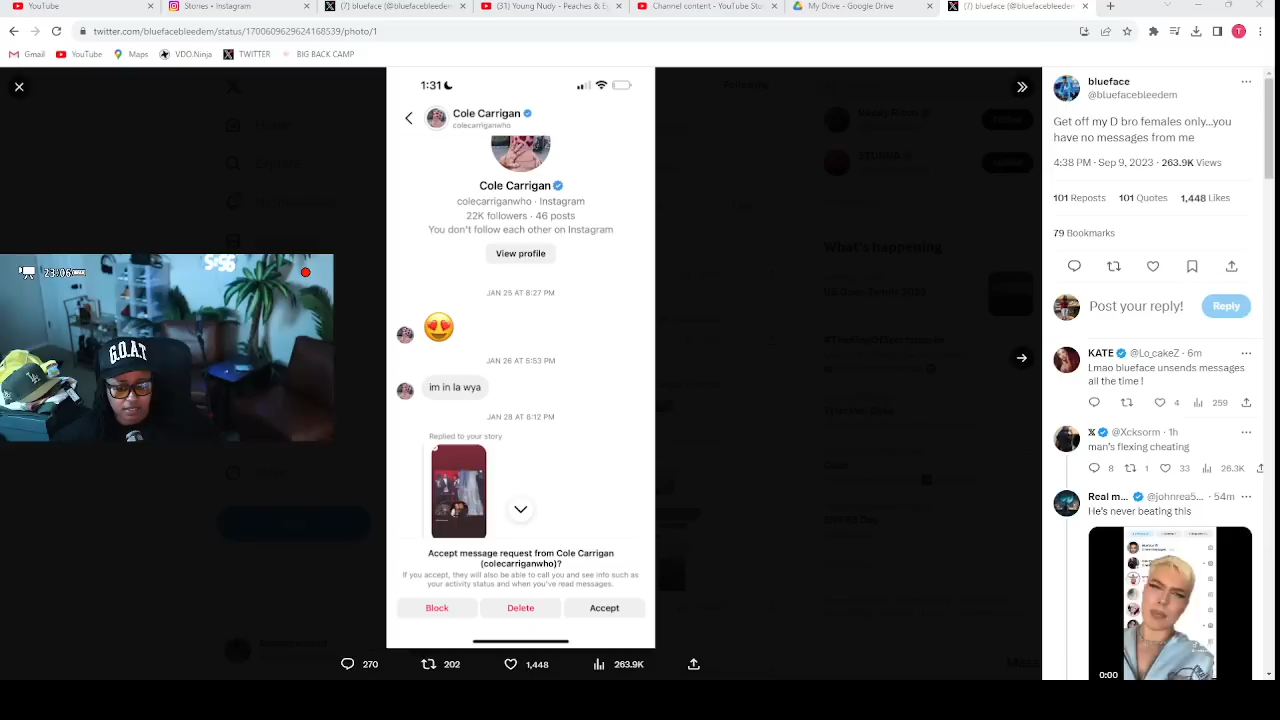 YouTube
Stories • Instagram
(7) blueface (@bluefacebleedem
(31) Young Nudy - Peaches & Eg
Channel content - YouTube Stu
My Drive - Google Drive
(7) blueface (@bluefacebleedem
twitter.com/bluefacebleedem/status/1700609629624168539/photo/1
T
Gmail
YouTube
Maps
VDO.Ninja
TWITTER
BIG BACK CAMP
1:31
Cole Carrigan
colecarriganwho
Cole Carrigan
colecarriganwho · Instagram
22K followers · 46 posts
You don't follow each other on Instagram
View profile
JAN 25 AT 8:27 PM
JAN 26 AT 5:53 PM
im in la wya
JAN 28 AT 6:12 PM
Replied to your story
Accept message request from Cole Carrigan
(colecarriganwho)?
If you accept, they will also be able to call you and see info such as
your activity status and when you've read messages.
Block
Delete
Accept
270
202
1,448
263.9K
23:06
G.O.A.T
Following
What's happening
blueface
@bluefacebleedem
Get off my D bro females only...you
have no messages from me
4:38 PM · Sep 9, 2023 · 263.9K Views
101 Reposts 101 Quotes 1,448 Likes
79 Bookmarks
Post your reply!
Reply
KATE @Lo_cakeZ · 6m
Lmao blueface unsends messages
all the time !
4
259
X @Xcksorm · 1h
man's flexing cheating
8
1
33
26.3K
Real m... @johnrea5... · 54m
He's never beating this
0:00